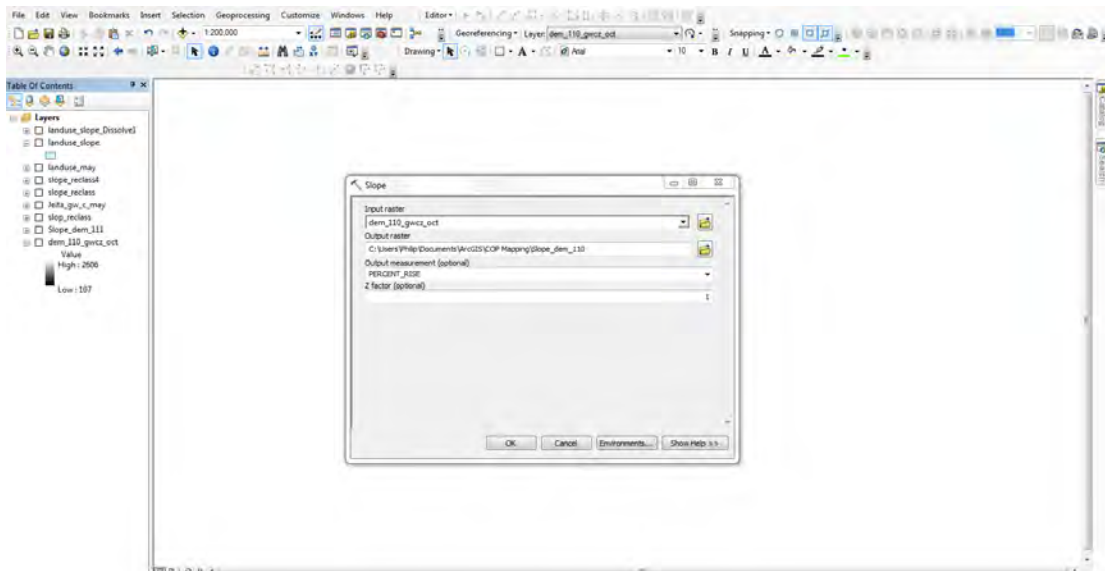 File Edit View Bookmarks Insert Selection Geoprocessing Customize Windows Help
Editor
1:200,000
Georeferencing Layer: dem_110_gwcz_oct
Snapping
Drawing A Arial 10 B I U A
Table Of Contents
Layers
landuse_slope_Dissolve1
landuse_slope
landuse_may
slope_reclass4
slope_reclass
Jeita_gw_c_may
slop_reclass
Slope_dem_111
dem_110_gwcz_oct
Value
High : 2606
Low : 107
Slope
Input raster
dem_110_gwcz_oct
Output raster
C:\Users\Philip\Documents\ArcGIS\COP Mapping\Slope_dem_110
Output measurement (optional)
PERCENT_RISE
Z factor (optional)
1
OK Cancel Environments... Show Help >>
Catalog
Search